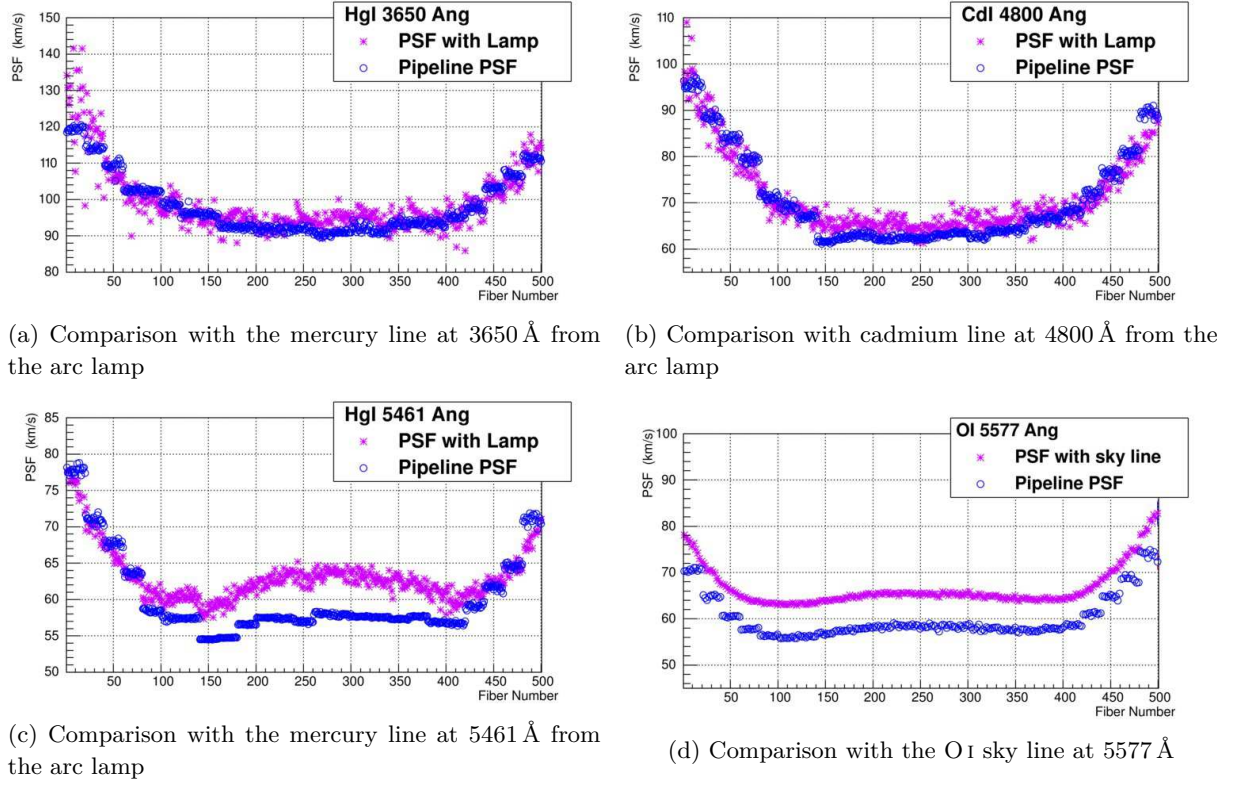 HgI 3650 Ang
PSF with Lamp
Pipeline PSF
PSF (km/s)
150
140
130
120
110
100
90
80
50 100 150 200 250 300 350 400 450 500
Fiber Number
(a) Comparison with the mercury line at 3650 Å from
the arc lamp
CdI 4800 Ang
PSF with Lamp
Pipeline PSF
PSF (km/s)
110
100
90
80
70
60
50 100 150 200 250 300 350 400 450 500
Fiber Number
(b) Comparison with cadmium line at 4800 Å from the
arc lamp
HgI 5461 Ang
PSF with Lamp
Pipeline PSF
PSF (km/s)
85
80
75
70
65
60
55
50
50 100 150 200 250 300 350 400 450 500
Fiber Number
(c) Comparison with the mercury line at 5461 Å from
the arc lamp
OI 5577 Ang
PSF with sky line
Pipeline PSF
PSF (km/s)
100
90
80
70
60
50
50 100 150 200 250 300 350 400 450 500
Fiber Number
(d) Comparison with the O I sky line at 5577 Å